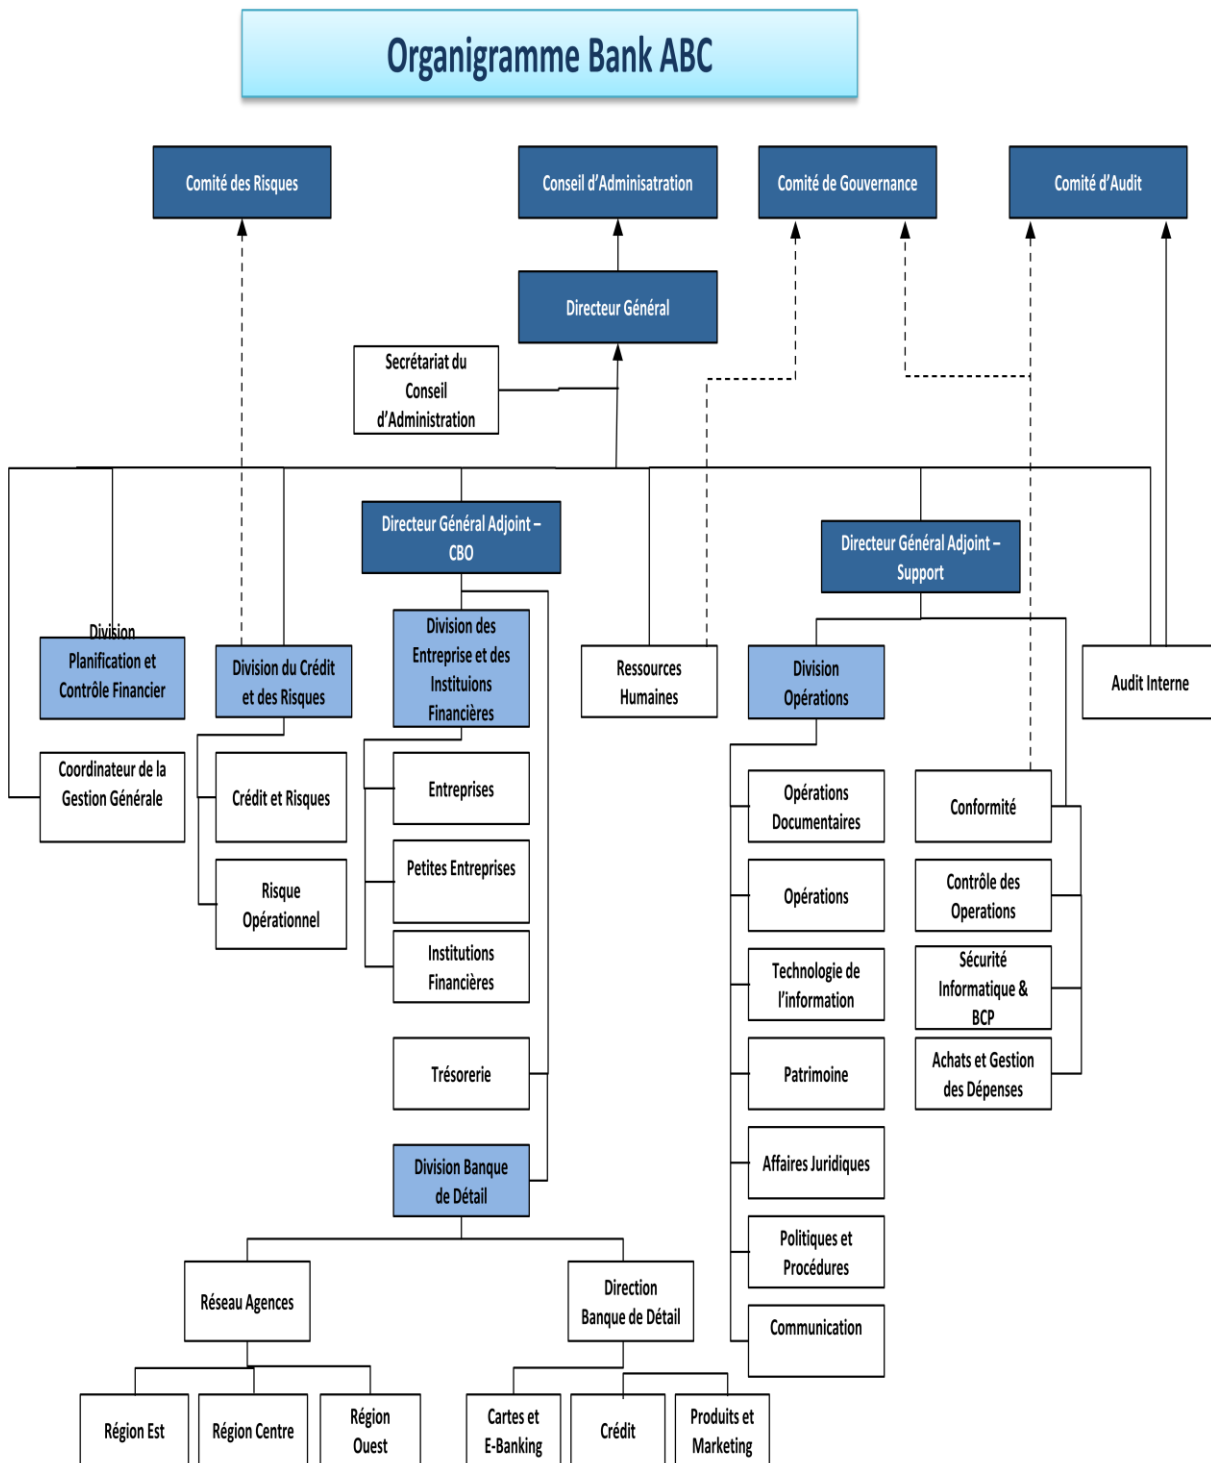 Organigramme Bank ABC
Comité des Risques
Conseil d’Adminisatration
Comité de Gouvernance
Comité d’Audit
Directeur Général
Secrétariat du
Conseil
d’Administration
Directeur Général Adjoint –
CBO
Directeur Général Adjoint –
Support
Division
Planification et
Contrôle Financier
Division du Crédit
et des Risques
Division des
Entreprise et des
Instituions
Financières
Ressources
Humaines
Division
Opérations
Audit Interne
Coordinateur de la
Gestion Générale
Crédit et Risques
Entreprises
Opérations
Documentaires
Conformité
Risque
Opérationnel
Petites Entreprises
Opérations
Contrôle des
Operations
Institutions
Financières
Technologie de
l’information
Sécurité
Informatique &
BCP
Trésorerie
Patrimoine
Achats et Gestion
des Dépenses
Division Banque
de Détail
Affaires Juridiques
Politiques et
Procédures
Réseau Agences
Direction
Banque de Détail
Communication
Région Est
Région Centre
Région
Ouest
Cartes et
E-Banking
Crédit
Produits et
Marketing